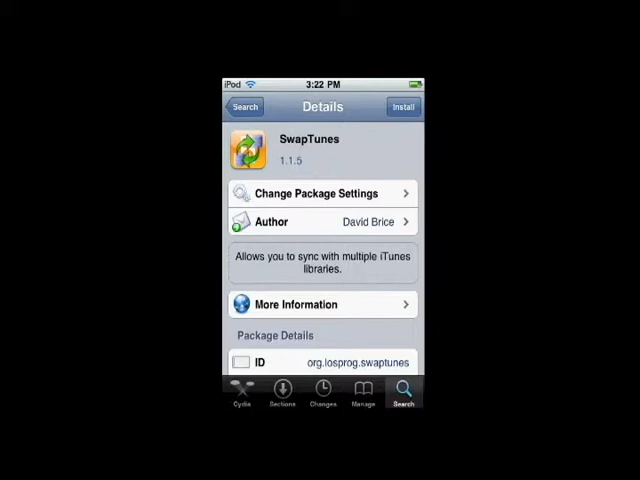 iPod 3:22 PM
Search Details Install
SwapTunes
1.1.5
Change Package Settings
Author David Brice
Allows you to sync with multiple iTunes
libraries.
More Information
Package Details
ID org.losprog.swaptunes
Cydia Sections Changes Manage Search